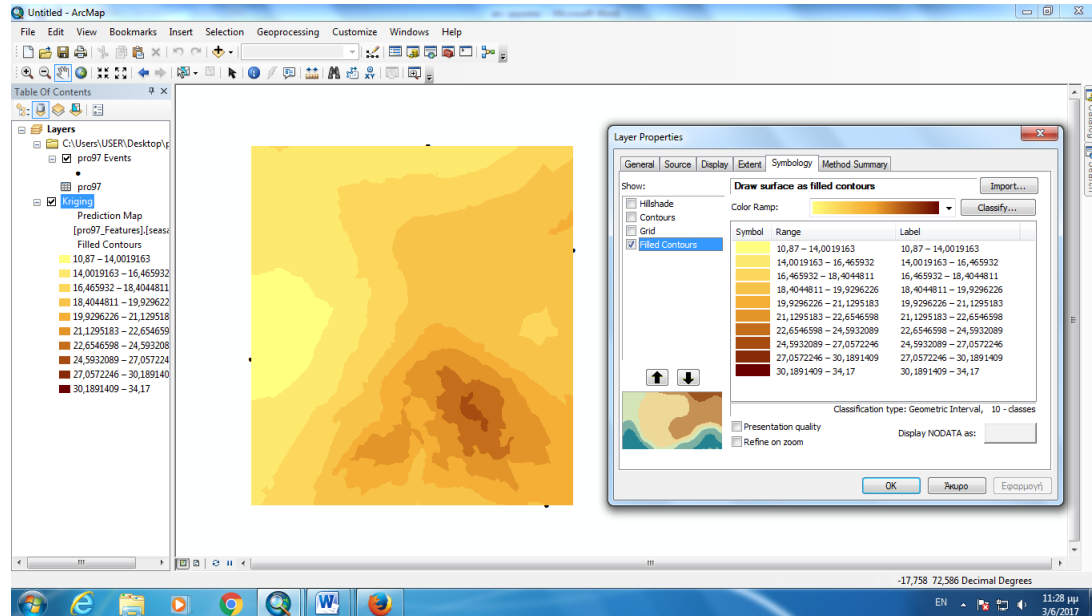 Untitled - ArcMap
File Edit View Bookmarks Insert Selection Geoprocessing Customize Windows Help
Table Of Contents
Layers
C:\Users\USER\Desktop\p
pro97 Events
pro97
Kriging
Prediction Map
[pro97_Features].[seasa
Filled Contours
10,87 – 14,0019163
14,0019163 – 16,465932
16,465932 – 18,4044811
18,4044811 – 19,9296226
19,9296226 – 21,1295183
21,1295183 – 22,6546598
22,6546598 – 24,5932089
24,5932089 – 27,0572246
27,0572246 – 30,1891409
30,1891409 – 34,17
Layer Properties
General Source Display Extent Symbology Method Summary
Show:
Hillshade
Contours
Grid
Filled Contours
Draw surface as filled contours
Import...
Color Ramp:
Classify...
Symbol Range Label
10,87 – 14,0019163 10,87 – 14,0019163
14,0019163 – 16,465932 14,0019163 – 16,465932
16,465932 – 18,4044811 16,465932 – 18,4044811
18,4044811 – 19,9296226 18,4044811 – 19,9296226
19,9296226 – 21,1295183 19,9296226 – 21,1295183
21,1295183 – 22,6546598 21,1295183 – 22,6546598
22,6546598 – 24,5932089 22,6546598 – 24,5932089
24,5932089 – 27,0572246 24,5932089 – 27,0572246
27,0572246 – 30,1891409 27,0572246 – 30,1891409
30,1891409 – 34,17 30,1891409 – 34,17
Classification type: Geometric Interval, 10 - classes
Presentation quality
Refine on zoom
Display NODATA as:
OK Άκυρο Εφαρμογή
-17,758 72,586 Decimal Degrees
EN
11:28 μμ
3/6/2017